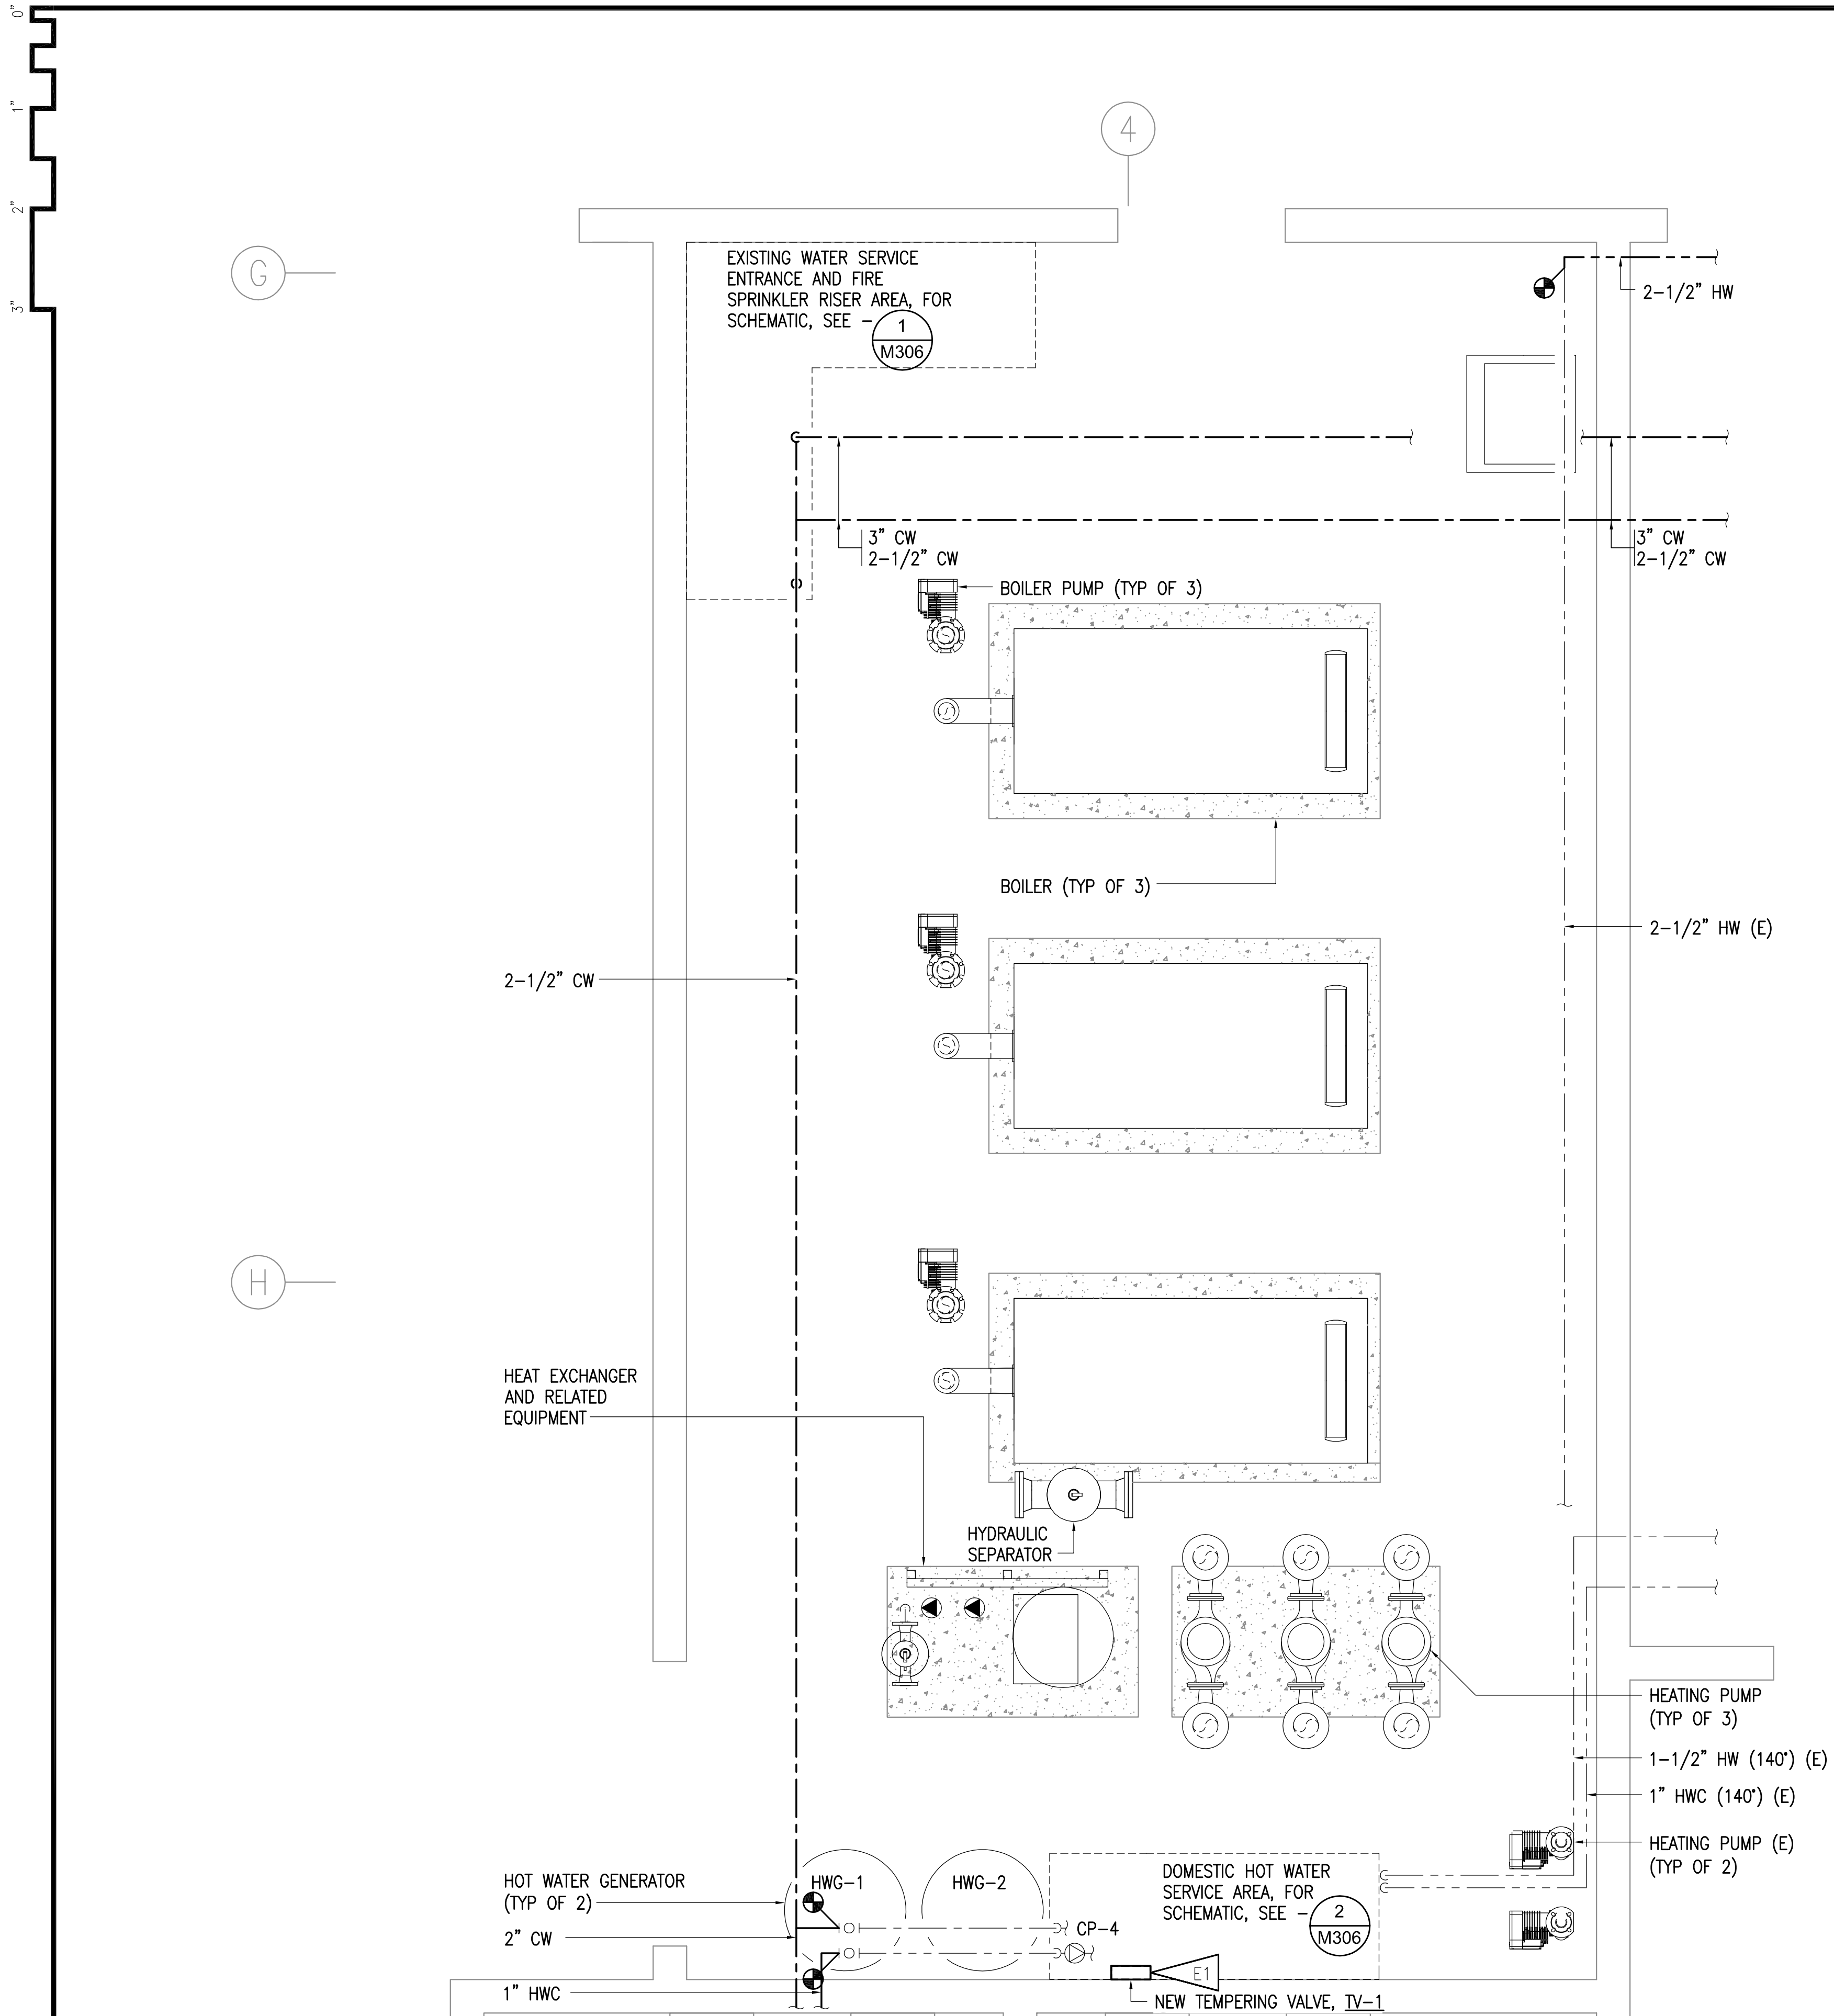 0"
1"
2"
3"
4
G
H
EXISTING WATER SERVICE
ENTRANCE AND FIRE
SPRINKLER RISER AREA, FOR
SCHEMATIC, SEE -
1
M306
2-1/2" HW
3" CW
2-1/2" CW
3" CW
2-1/2" CW
BOILER PUMP (TYP OF 3)
BOILER (TYP OF 3)
2-1/2" HW (E)
2-1/2" CW
HEAT EXCHANGER
AND RELATED
EQUIPMENT
HYDRAULIC
SEPARATOR
HEATING PUMP
(TYP OF 3)
1-1/2" HW (140°) (E)
1" HWC (140°) (E)
HEATING PUMP (E)
(TYP OF 2)
HOT WATER GENERATOR
(TYP OF 2)
HWG-1
HWG-2
DOMESTIC HOT WATER
SERVICE AREA, FOR
SCHEMATIC, SEE -
2
M306
CP-4
2" CW
E1
1" HWC
NEW TEMPERING VALVE, TV-1